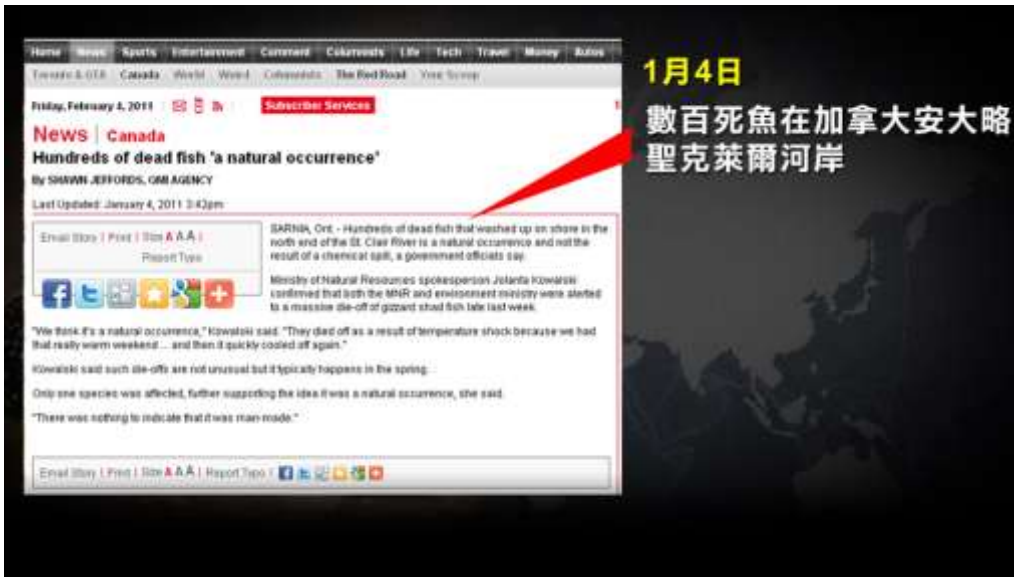 Home News Sports Entertainment Comment Columnists Life Tech Travel Money Autos
Toronto & GTA Canada World Weird Columnists The Red Road Your Scoop
Friday, February 4, 2011
Subscriber Services
News | Canada
Hundreds of dead fish 'a natural occurrence'
By SHAWN JEFFORDS, QMI AGENCY
Last Updated: January 4, 2011 3:42pm
Email Story | Print | Size A A A |
Report Typo
SARNIA, Ont. - Hundreds of dead fish that washed up on shore in the
north end of the St. Clair River is a natural occurrence and not the
result of a chemical spill, a government officials say.
Ministry of Natural Resources spokesperson Jolanta Kowalski
confirmed that both the MNR and environment ministry were alerted
to a massive die-off of gizzard shad fish late last week.
"We think it's a natural occurrence," Kowalski said. "They died off as a result of temperature shock because we had
that really warm weekend ... and then it quickly cooled off again."
Kowalski said such die-offs are not unusual but it typically happens in the spring.
Only one species was affected, further supporting the idea it was a natural occurrence, she said.
"There was nothing to indicate that it was man-made."
Email Story | Print | Size A A A | Report Typo |
1月4日
數百死魚在加拿大安大略
聖克萊爾河岸